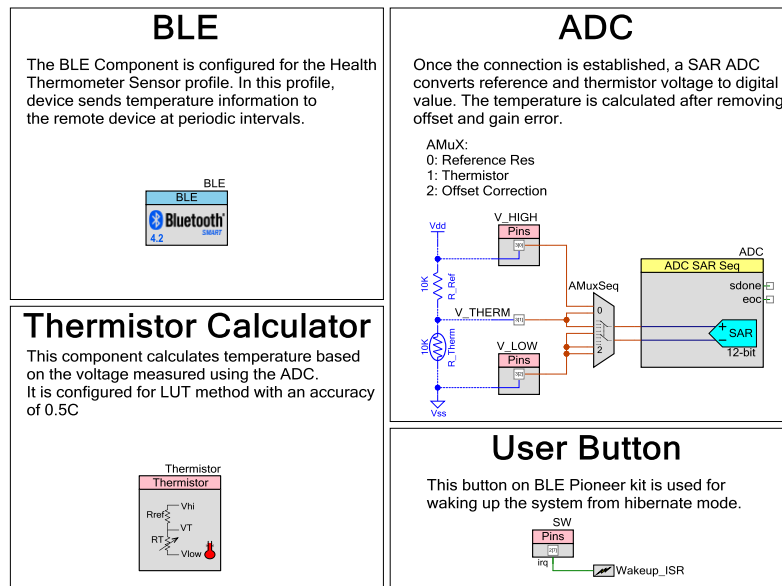 BLE
The BLE Component is configured for the Health
Thermometer Sensor profile. In this profile,
device sends temperature information to
the remote device at periodic intervals.
BLE
BLE
Bluetooth
SMART
4.2
Thermistor Calculator
This component calculates temperature based
on the voltage measured using the ADC.
It is configured for LUT method with an accuracy
of 0.5C
Thermistor
Thermistor
Vhi
Rref
VT
RT
Vlow
ADC
Once the connection is established, a SAR ADC
converts reference and thermistor voltage to digital
value. The temperature is calculated after removing
offset and gain error.
AMuX:
0: Reference Res
1: Thermistor
2: Offset Correction
V_HIGH
Pins
3[0]
Vdd
10K
R_Ref
V_THERM
3[1]
10K
R_Therm
V_LOW
Pins
3[2]
Vss
AMuxSeq
0
2
ADC
ADC SAR Seq
sdone
eoc
SAR
12-bit
User Button
This button on BLE Pioneer kit is used for
waking up the system from hibernate mode.
SW
Pins
2[7]
irq
Wakeup_ISR